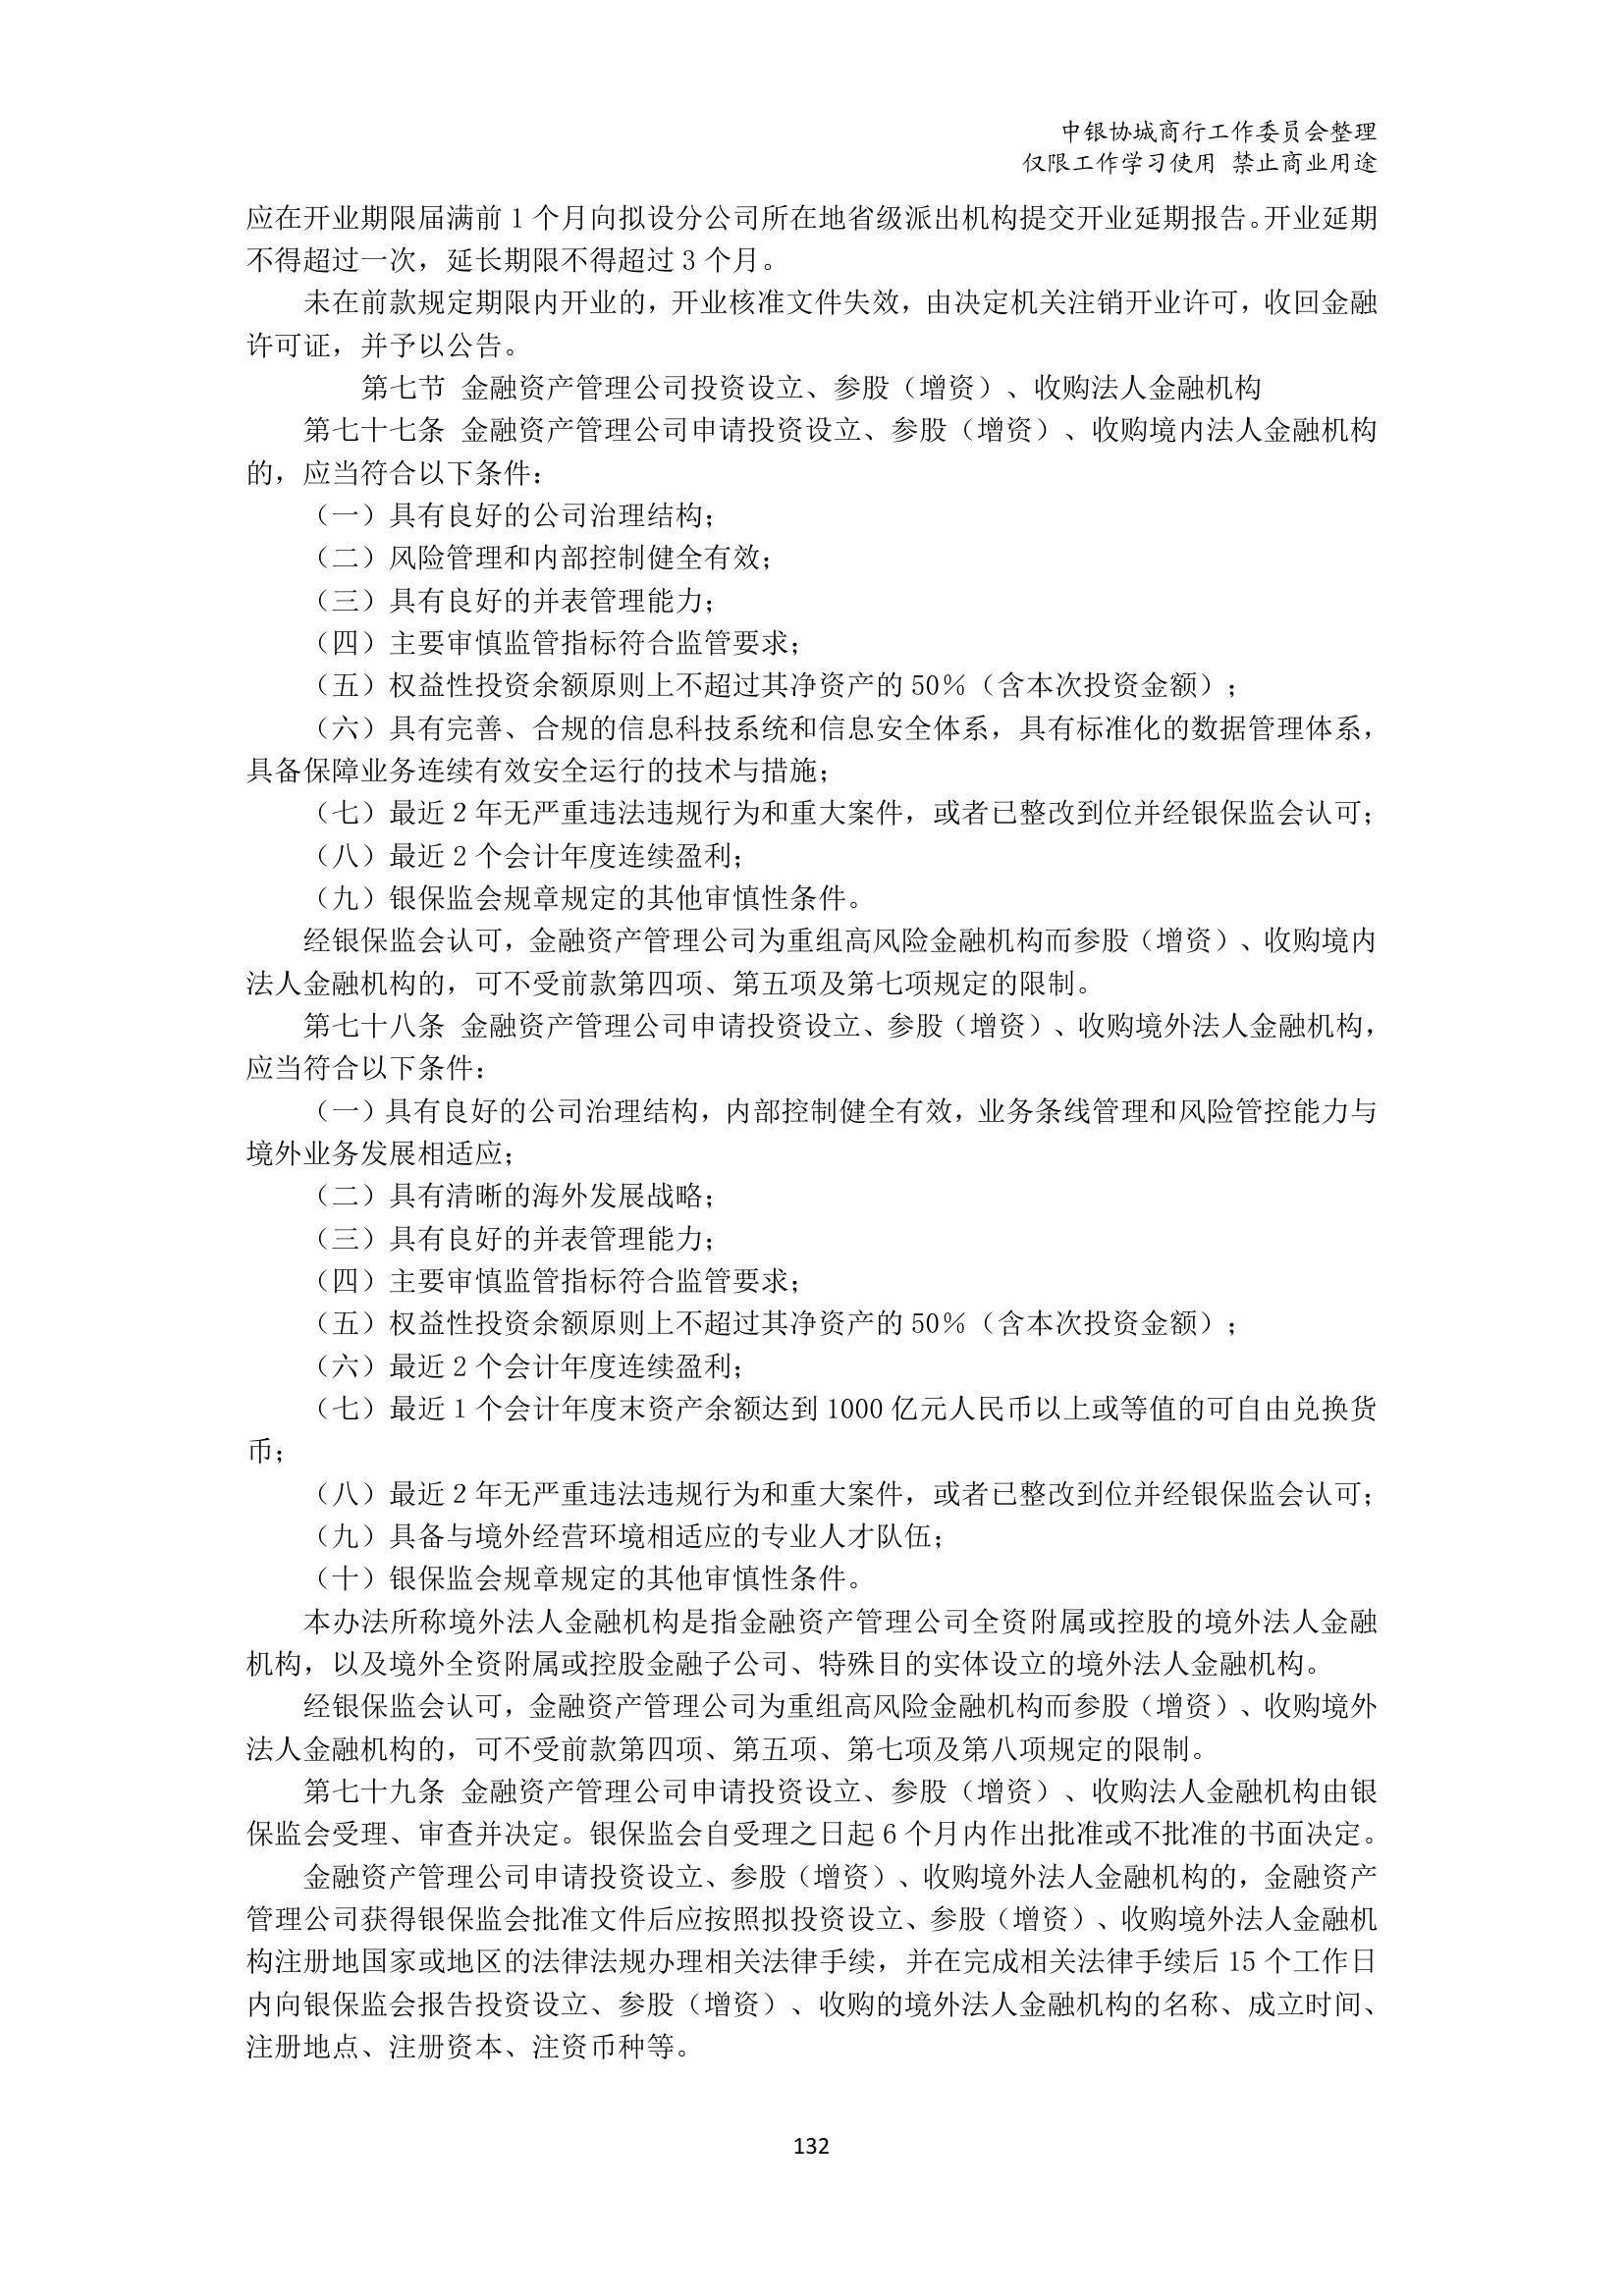 中银协城商行工作委员会整理
仅限工作学习使用 禁止商业用途
应在开业期限届满前 1 个月向拟设分公司所在地省级派出机构提交开业延期报告。开业延期
不得超过一次，延长期限不得超过 3 个月。
未在前款规定期限内开业的，开业核准文件失效，由决定机关注销开业许可，收回金融
许可证，并予以公告。
第七节 金融资产管理公司投资设立、参股（增资）、收购法人金融机构
第七十七条 金融资产管理公司申请投资设立、参股（增资）、收购境内法人金融机构
的，应当符合以下条件：
（一）具有良好的公司治理结构；
（二）风险管理和内部控制健全有效；
（三）具有良好的并表管理能力；
（四）主要审慎监管指标符合监管要求；
（五）权益性投资余额原则上不超过其净资产的 50％（含本次投资金额）；
（六）具有完善、合规的信息科技系统和信息安全体系，具有标准化的数据管理体系，
具备保障业务连续有效安全运行的技术与措施；
（七）最近 2 年无严重违法违规行为和重大案件，或者已整改到位并经银保监会认可；
（八）最近 2 个会计年度连续盈利；
（九）银保监会规章规定的其他审慎性条件。
经银保监会认可，金融资产管理公司为重组高风险金融机构而参股（增资）、收购境内
法人金融机构的，可不受前款第四项、第五项及第七项规定的限制。
第七十八条 金融资产管理公司申请投资设立、参股（增资）、收购境外法人金融机构，
应当符合以下条件：
（一）具有良好的公司治理结构，内部控制健全有效，业务条线管理和风险管控能力与
境外业务发展相适应；
（二）具有清晰的海外发展战略；
（三）具有良好的并表管理能力；
（四）主要审慎监管指标符合监管要求；
（五）权益性投资余额原则上不超过其净资产的 50％（含本次投资金额）；
（六）最近 2 个会计年度连续盈利；
（七）最近 1 个会计年度末资产余额达到 1000 亿元人民币以上或等值的可自由兑换货
币；
（八）最近 2 年无严重违法违规行为和重大案件，或者已整改到位并经银保监会认可；
（九）具备与境外经营环境相适应的专业人才队伍；
（十）银保监会规章规定的其他审慎性条件。
本办法所称境外法人金融机构是指金融资产管理公司全资附属或控股的境外法人金融
机构，以及境外全资附属或控股金融子公司、特殊目的实体设立的境外法人金融机构。
经银保监会认可，金融资产管理公司为重组高风险金融机构而参股（增资）、收购境外
法人金融机构的，可不受前款第四项、第五项、第七项及第八项规定的限制。
第七十九条 金融资产管理公司申请投资设立、参股（增资）、收购法人金融机构由银
保监会受理、审查并决定。银保监会自受理之日起 6 个月内作出批准或不批准的书面决定。
金融资产管理公司申请投资设立、参股（增资）、收购境外法人金融机构的，金融资产
管理公司获得银保监会批准文件后应按照拟投资设立、参股（增资）、收购境外法人金融机
构注册地国家或地区的法律法规办理相关法律手续，并在完成相关法律手续后 15 个工作日
内向银保监会报告投资设立、参股（增资）、收购的境外法人金融机构的名称、成立时间、
注册地点、注册资本、注资币种等。
132